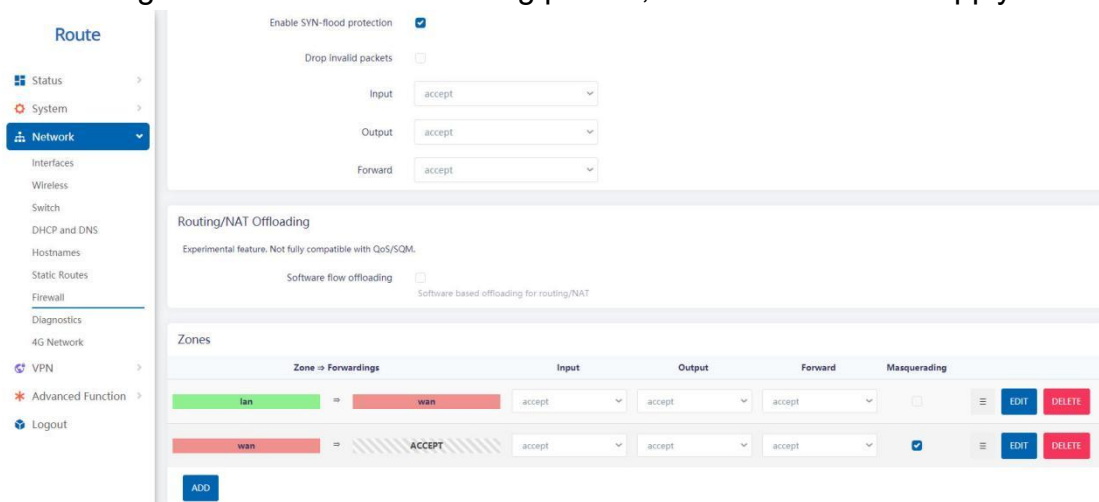 Route
Status
System
Network
Interfaces
Wireless
Switch
DHCP and DNS
Hostnames
Static Routes
Firewall
Diagnostics
4G Network
VPN
Advanced Function
Logout
Enable SYN-flood protection
Drop invalid packets
Input accept
Output accept
Forward accept
Routing/NAT Offloading
Experimental feature. Not fully compatible with QoS/SQM.
Software flow offloading
Software based offloading for routing/NAT
Zones
Zone ⇒ Forwardings Input Output Forward Masquerading
lan ⇒ wan accept accept accept EDIT DELETE
wan ⇒ ACCEPT accept accept accept EDIT DELETE
ADD